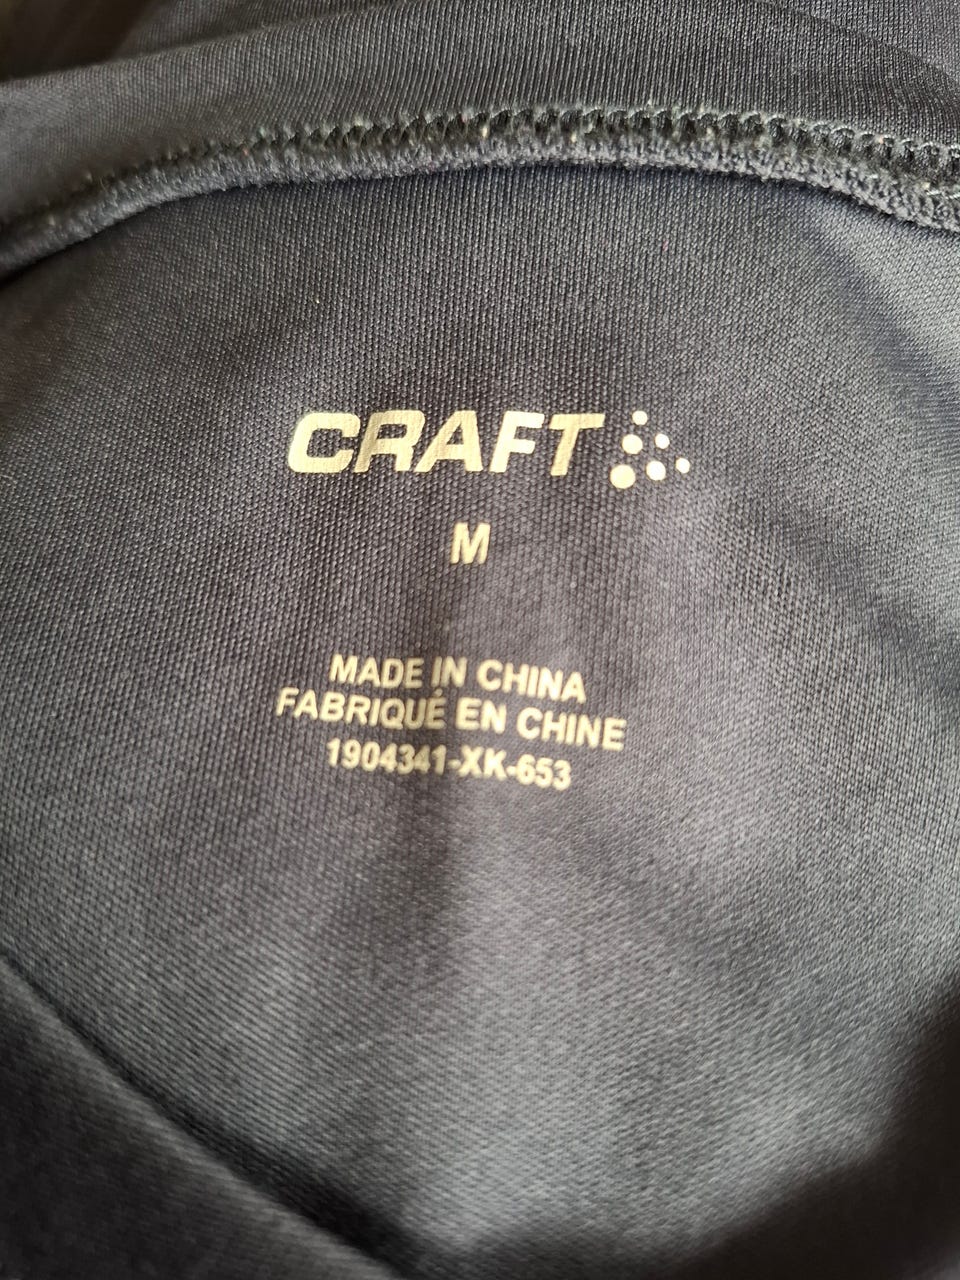 CRAFT
M
MADE IN CHINA
FABRIQUÉ EN CHINE
1904341-XK-653